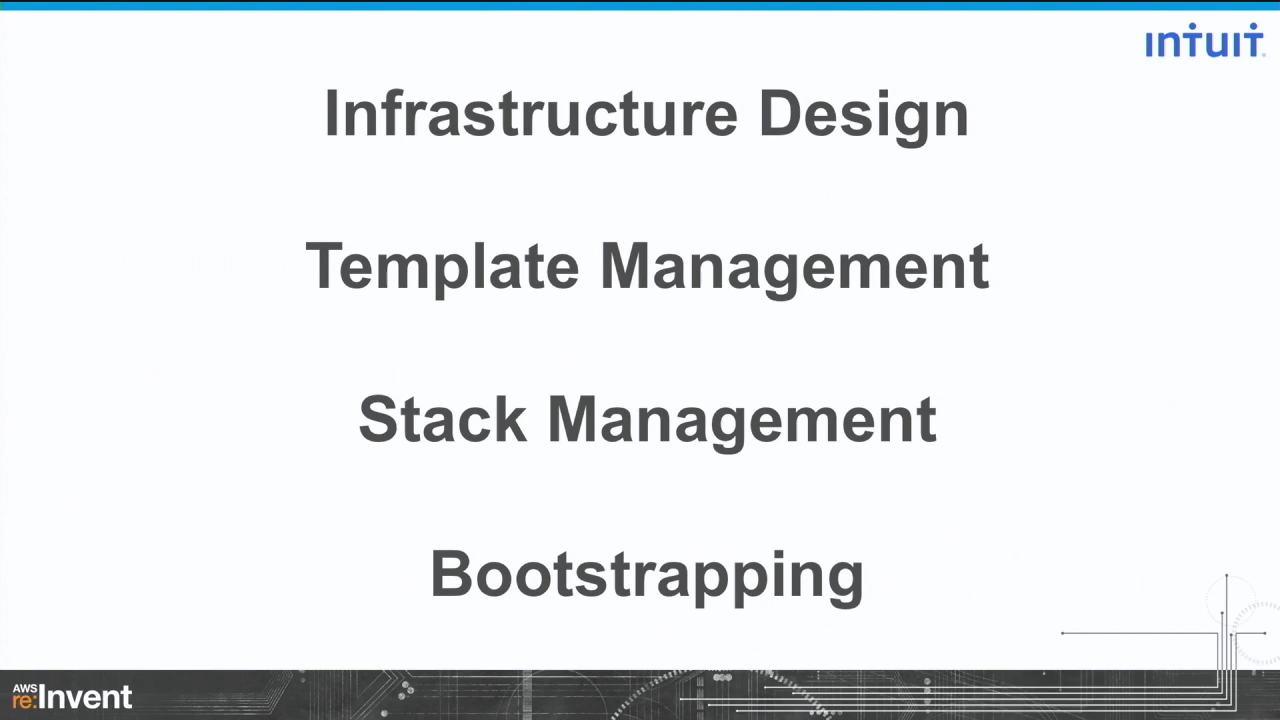 intuit
Infrastructure Design
Template Management
Stack Management
Bootstrapping
AWS
re:Invent